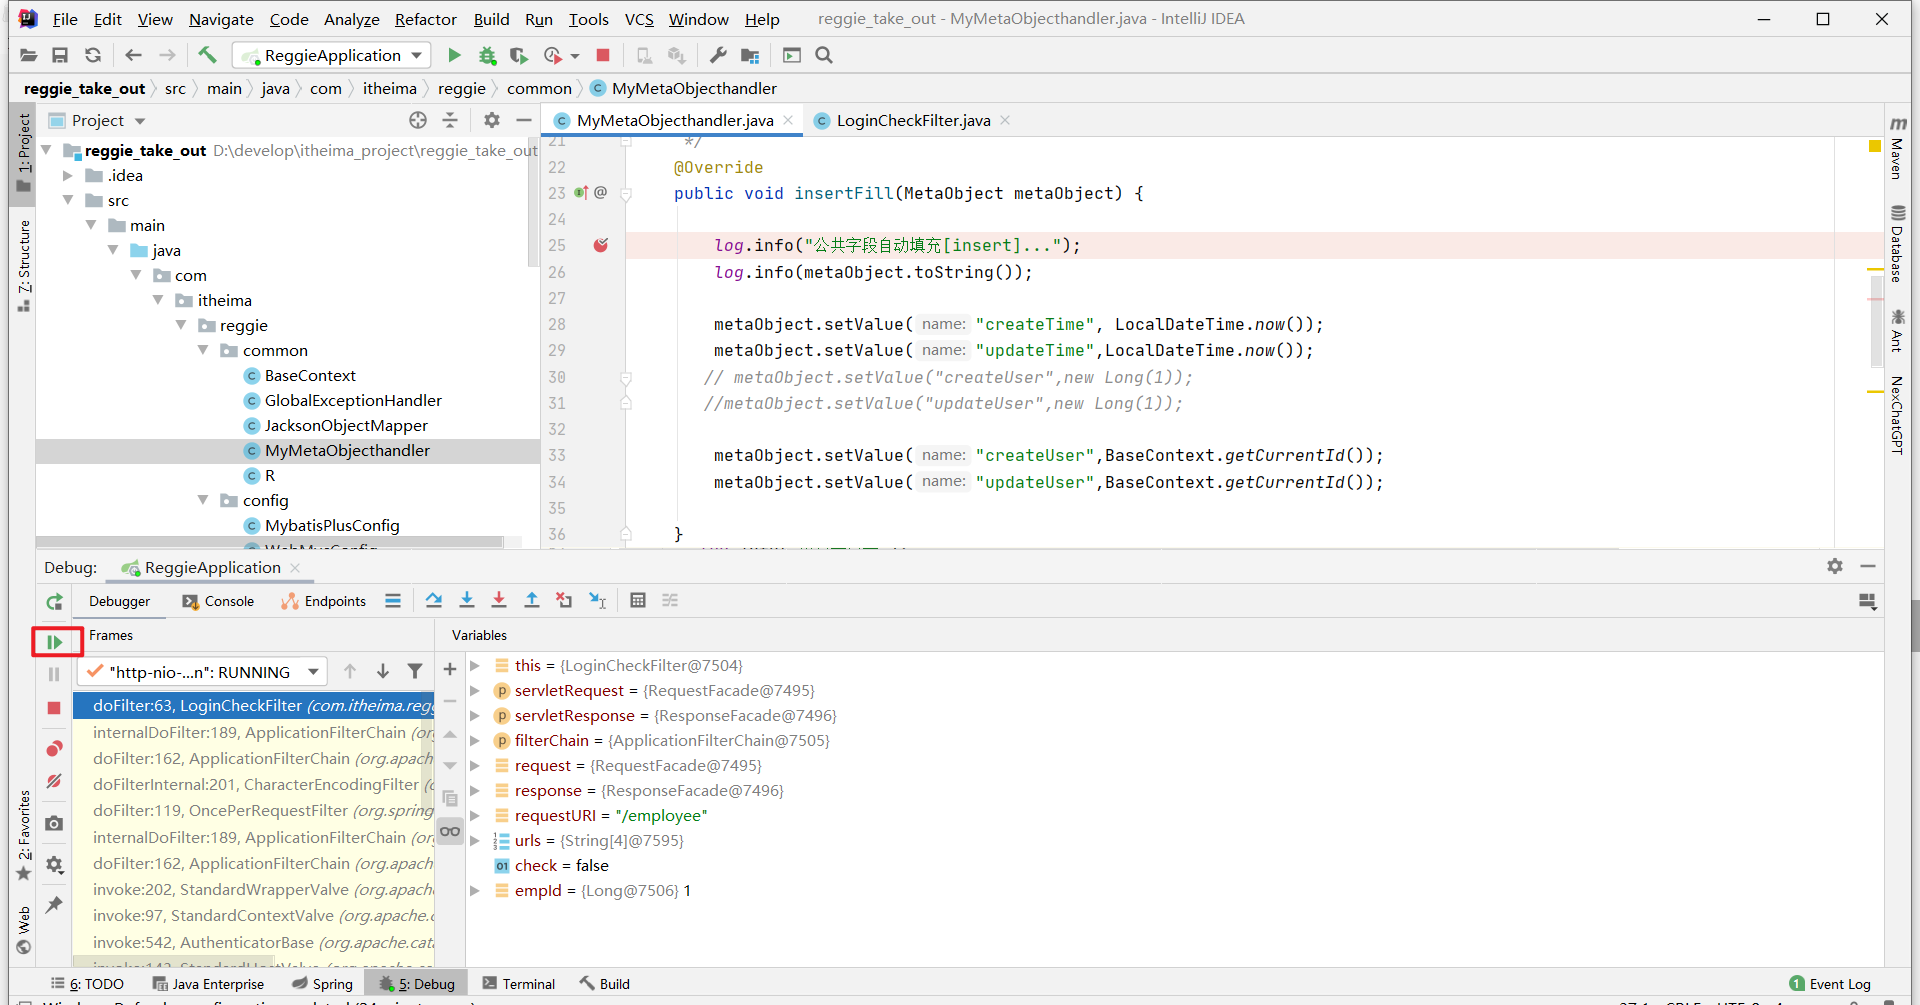 File Edit View Navigate Code Analyze Refactor Build Run Tools VCS Window Help reggie_take_out - MyMetaObjecthandler.java - IntelliJ IDEA
ReggieApplication
reggie_take_out src main java com itheima reggie common MyMetaObjecthandler
1: Project
Z: Structure
2: Favorites
Web
Project
reggie_take_out D:\develop\itheima_project\reggie_take_out
.idea
src
main
java
com
itheima
reggie
common
BaseContext
GlobalExceptionHandler
JacksonObjectMapper
MyMetaObjecthandler
R
config
MybatisPlusConfig
MyMetaObjecthandler.java LoginCheckFilter.java
21 */
22 @Override
23 @ public void insertFill(MetaObject metaObject) {
24
25 log.info("公共字段自动填充[insert]...");
26 log.info(metaObject.toString());
27
28 metaObject.setValue( name: "createTime", LocalDateTime.now());
29 metaObject.setValue( name: "updateTime",LocalDateTime.now());
30 // metaObject.setValue("createUser",new Long(1));
31 //metaObject.setValue("updateUser",new Long(1));
32
33 metaObject.setValue( name: "createUser",BaseContext.getCurrentId());
34 metaObject.setValue( name: "updateUser",BaseContext.getCurrentId());
35
36 }
Maven
Database
Ant
NexChatGPT
Debug: ReggieApplication
Debugger Console Endpoints
Frames
"http-nio-...n": RUNNING
doFilter:63, LoginCheckFilter (com.itheima.regg
internalDoFilter:189, ApplicationFilterChain (org
doFilter:162, ApplicationFilterChain (org.apach
doFilterInternal:201, CharacterEncodingFilter (o
doFilter:119, OncePerRequestFilter (org.spring
internalDoFilter:189, ApplicationFilterChain (org
doFilter:162, ApplicationFilterChain (org.apach
invoke:202, StandardWrapperValve (org.apach
invoke:97, StandardContextValve (org.apache.c
invoke:542, AuthenticatorBase (org.apache.cata
Variables
this = {LoginCheckFilter@7504}
servletRequest = {RequestFacade@7495}
servletResponse = {ResponseFacade@7496}
filterChain = {ApplicationFilterChain@7505}
request = {RequestFacade@7495}
response = {ResponseFacade@7496}
requestURI = "/employee"
urls = {String[4]@7595}
check = false
empId = {Long@7506} 1
6: TODO Java Enterprise Spring 5: Debug Terminal Build 1 Event Log